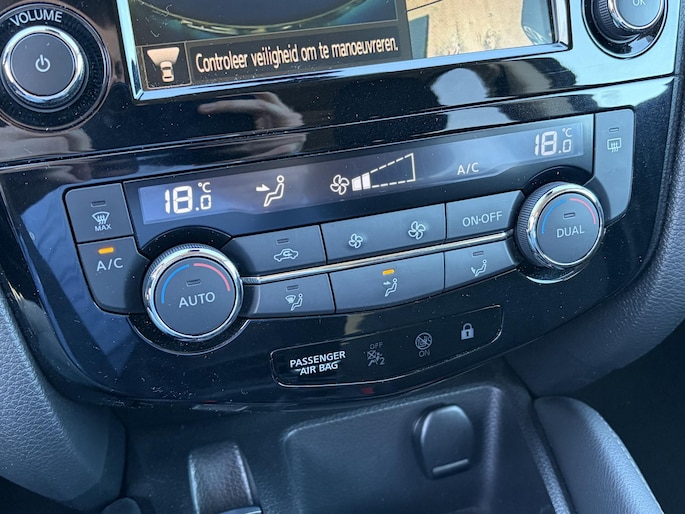 VOLUME
OK
Controleer veiligheid om te manoeuvreren.
18.0 °C
A/C
18.0 °C
MAX
A/C
AUTO
ON-OFF
DUAL
PASSENGER
AIR BAG
OFF
2
ON